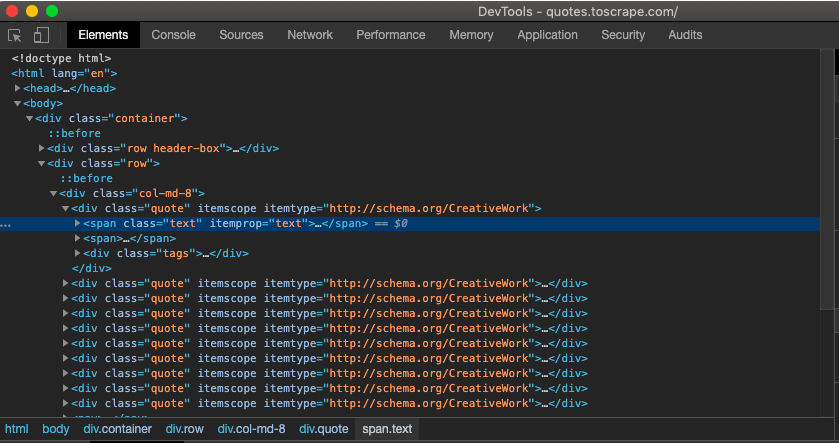 DevTools - quotes.toscrape.com/
Elements Console Sources Network Performance Memory Application Security Audits
<!doctype html>
<html lang="en">
<head>…</head>
<body>
<div class="container">
::before
<div class="row header-box">…</div>
<div class="row">
::before
<div class="col-md-8">
<div class="quote" itemscope itemtype="http://schema.org/CreativeWork">
… <span class="text" itemprop="text">…</span> == $0
<span>…</span>
<div class="tags">…</div>
</div>
<div class="quote" itemscope itemtype="http://schema.org/CreativeWork">…</div>
<div class="quote" itemscope itemtype="http://schema.org/CreativeWork">…</div>
<div class="quote" itemscope itemtype="http://schema.org/CreativeWork">…</div>
<div class="quote" itemscope itemtype="http://schema.org/CreativeWork">…</div>
<div class="quote" itemscope itemtype="http://schema.org/CreativeWork">…</div>
<div class="quote" itemscope itemtype="http://schema.org/CreativeWork">…</div>
<div class="quote" itemscope itemtype="http://schema.org/CreativeWork">…</div>
<div class="quote" itemscope itemtype="http://schema.org/CreativeWork">…</div>
<div class="quote" itemscope itemtype="http://schema.org/CreativeWork">…</div>
html body div.container div.row div.col-md-8 div.quote span.text